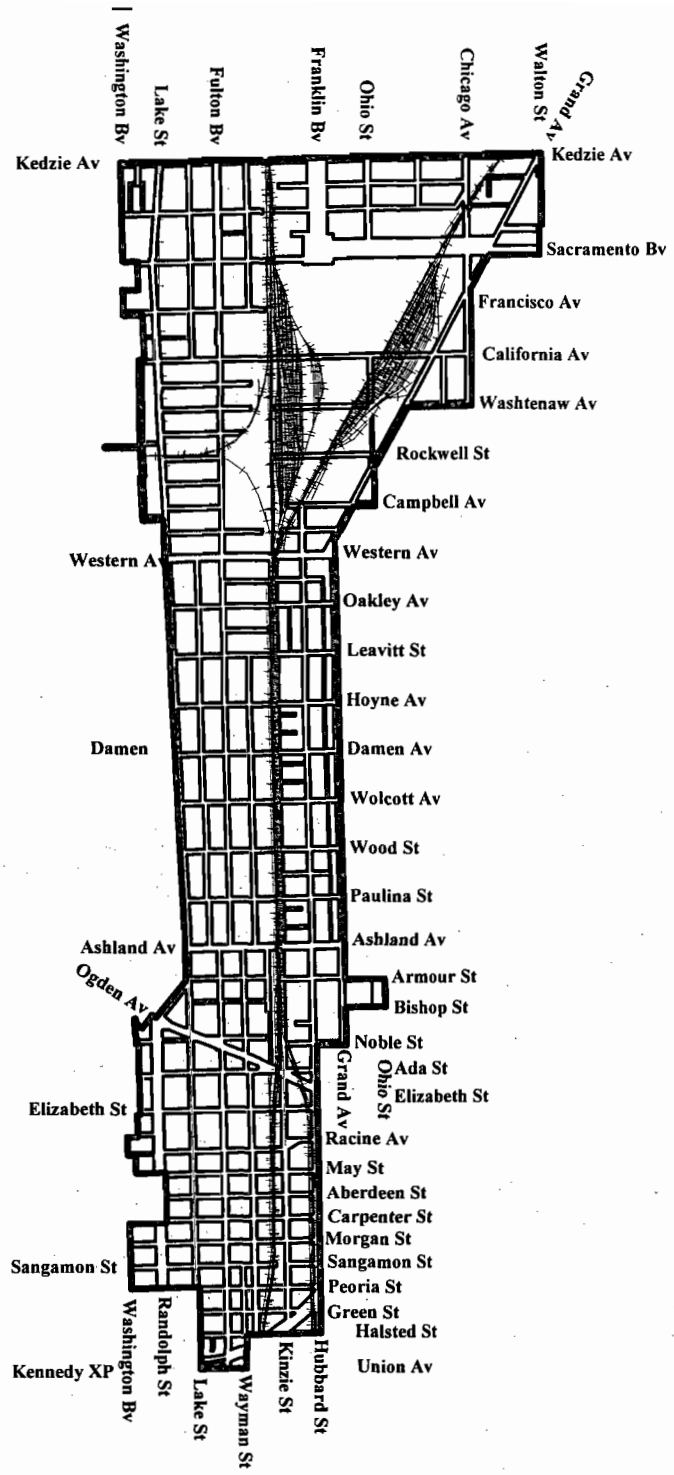 Washington Bv
Lake St
Fulton Bv
Franklin Bv
Ohio St
Chicago Av
Walton St
Grand Av
Kedzie Av
Kedzie Av
Sacramento Bv
Francisco Av
California Av
Washtenaw Av
Rockwell St
Campbell Av
Western Av
Western Av
Oakley Av
Leavitt St
Hoyne Av
Damen
Damen Av
Wolcott Av
Wood St
Paulina St
Ashland Av
Ashland Av
Ogden Av
Armour St
Bishop St
Noble St
Grand Av
Ohio St
Ada St
Elizabeth St
Elizabeth St
Racine Av
May St
Aberdeen St
Carpenter St
Morgan St
Sangamon St
Sangamon St
Peoria St
Green St
Halsted St
Kennedy XP
Union Av
Washington Bv
Randolph St
Lake St
Wayman St
Kinzie St
Hubbard St